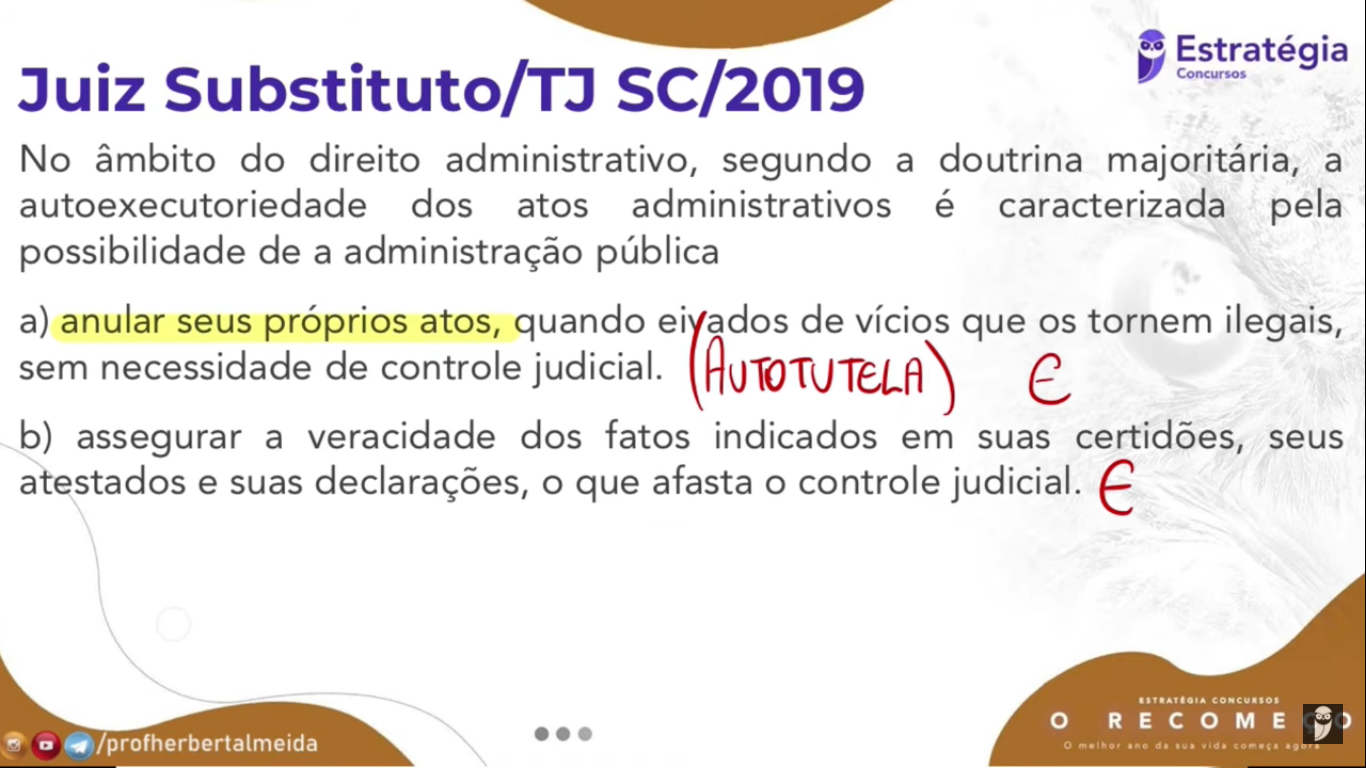 Estratégia
Concursos
Juiz Substituto/TJ SC/2019
No âmbito do direito administrativo, segundo a doutrina majoritária, a
autoexecutoriedade dos atos administrativos é caracterizada pela
possibilidade de a administração pública
a) anular seus próprios atos, quando eivados de vícios que os tornem ilegais,
sem necessidade de controle judicial. (AUTOTUTELA) E
b) assegurar a veracidade dos fatos indicados em suas certidões, seus
atestados e suas declarações, o que afasta o controle judicial. E
/profherbertalmeida
ESTRATÉGIA CONCURSOS
O RECOME O
O melhor ano da sua vida começa agora